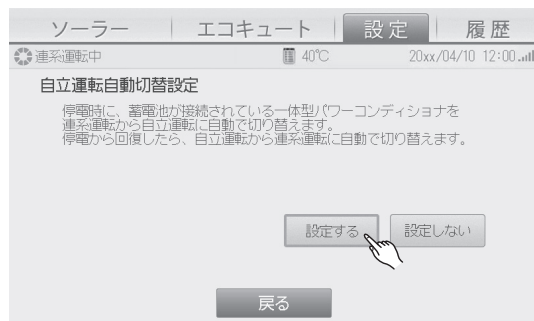 ソーラー エコキュート 設定 履歴
連系運転中 40℃ 20xx/04/10 12:00
自立運転自動切替設定
停電時に、蓄電池が接続されている一体型パワーコンディショナを
連系運転から自立運転に自動で切り替えます。
停電から回復したら、自立運転から連系運転に自動で切り替えます。
設定する 設定しない
戻る